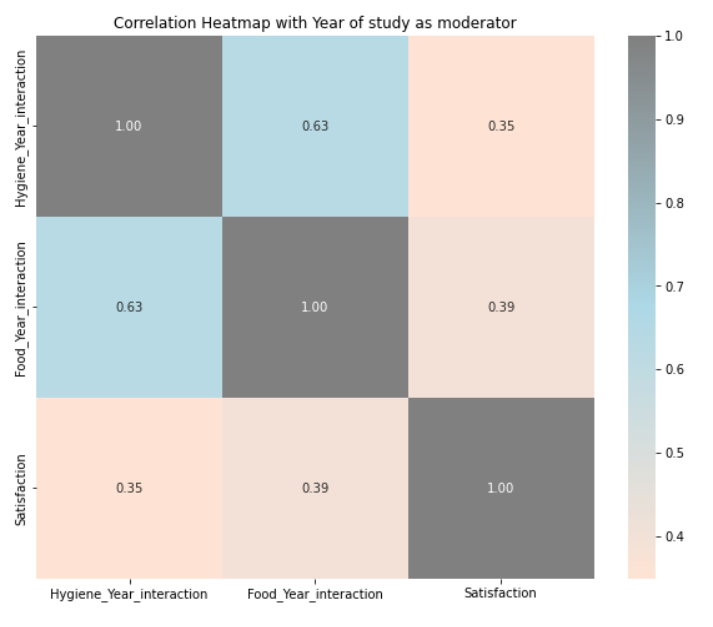 Correlation Heatmap with Year of study as moderator
Hygiene_Year_interaction
1.00
0.63
0.35
Food_Year_interaction
0.63
1.00
0.39
Satisfaction
0.35
0.39
1.00
Hygiene_Year_interaction
Food_Year_interaction
Satisfaction
1.0
0.9
0.8
0.7
0.6
0.5
0.4